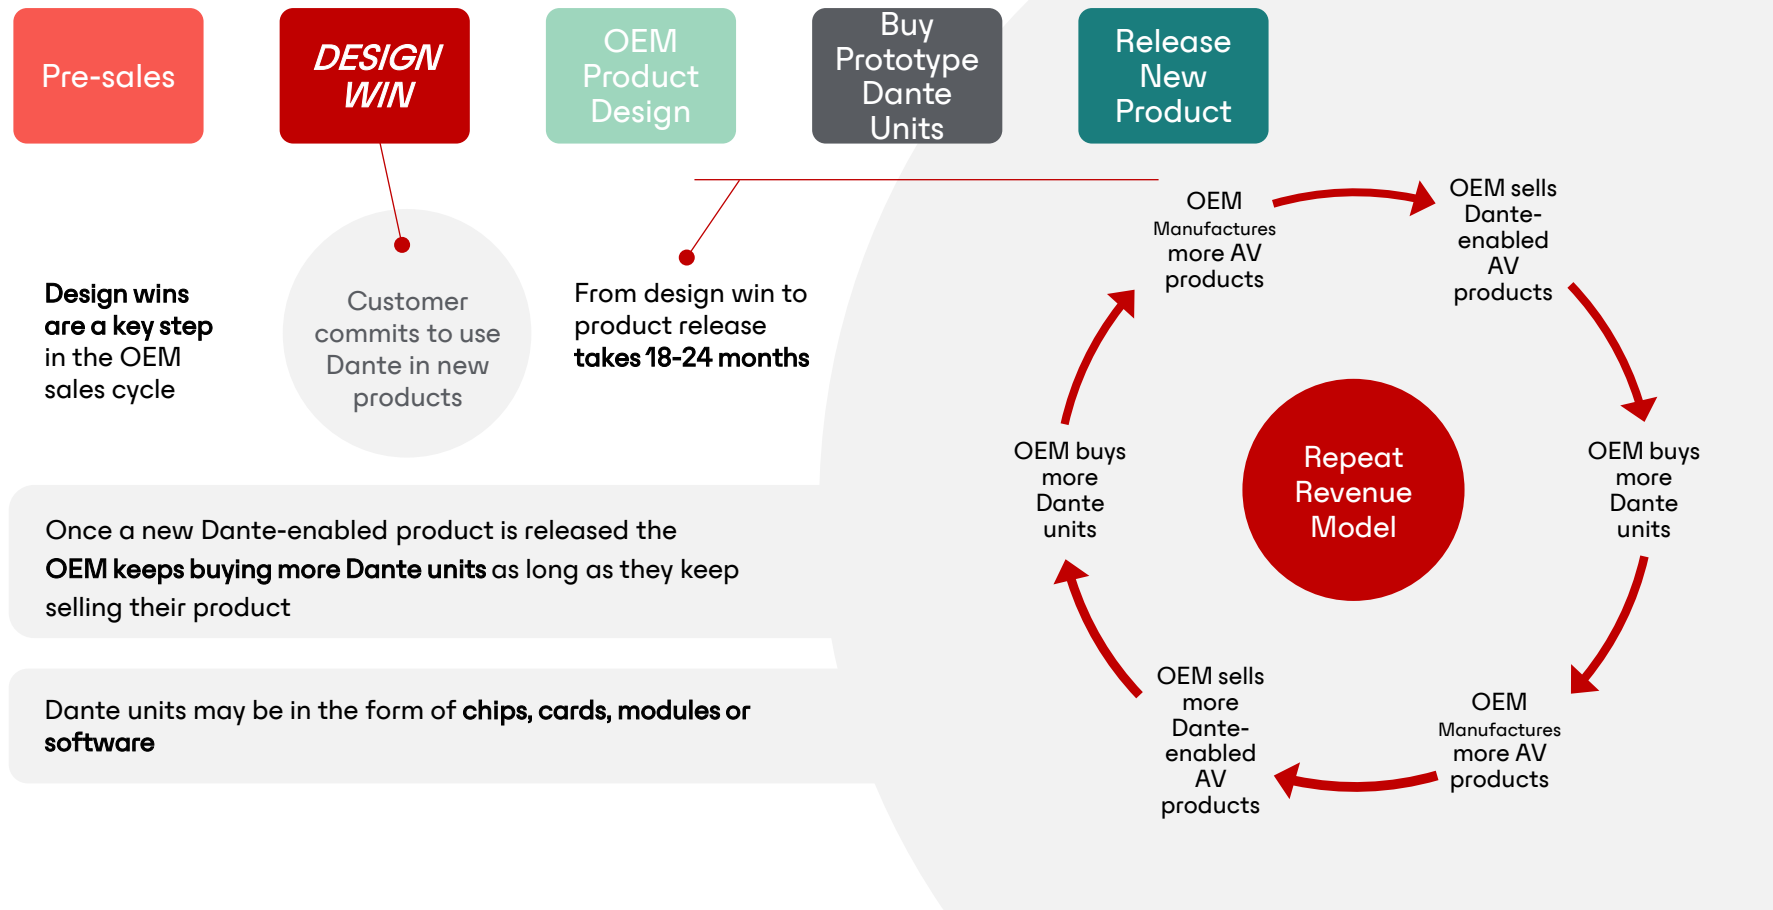 Pre-sales
DESIGN
WIN
OEM
Product
Design
Buy
Prototype
Dante
Units
Release
New
Product
Design wins
are a key step
in the OEM
sales cycle
Customer
commits to use
Dante in new
products
From design win to
product release
takes 18-24 months
Once a new Dante-enabled product is released the
OEM keeps buying more Dante units as long as they keep
selling their product
Dante units may be in the form of chips, cards, modules or
software
OEM
Manufactures
more AV
products
OEM sells
Dante-
enabled
AV
products
OEM buys
more
Dante
units
OEM
Manufactures
more AV
products
OEM sells
more
Dante-
enabled
AV
products
OEM buys
more
Dante
units
Repeat
Revenue
Model